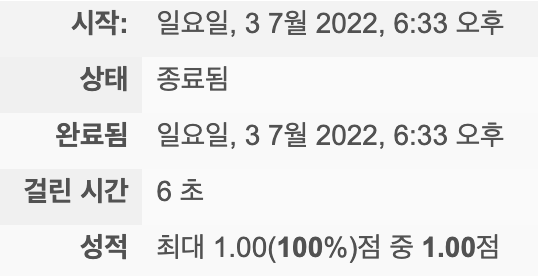 시작: 일요일, 3 7월 2022, 6:33 오후
상태 종료됨
완료됨 일요일, 3 7월 2022, 6:33 오후
걸린 시간 6 초
성적 최대 1.00(100%)점 중 1.00점